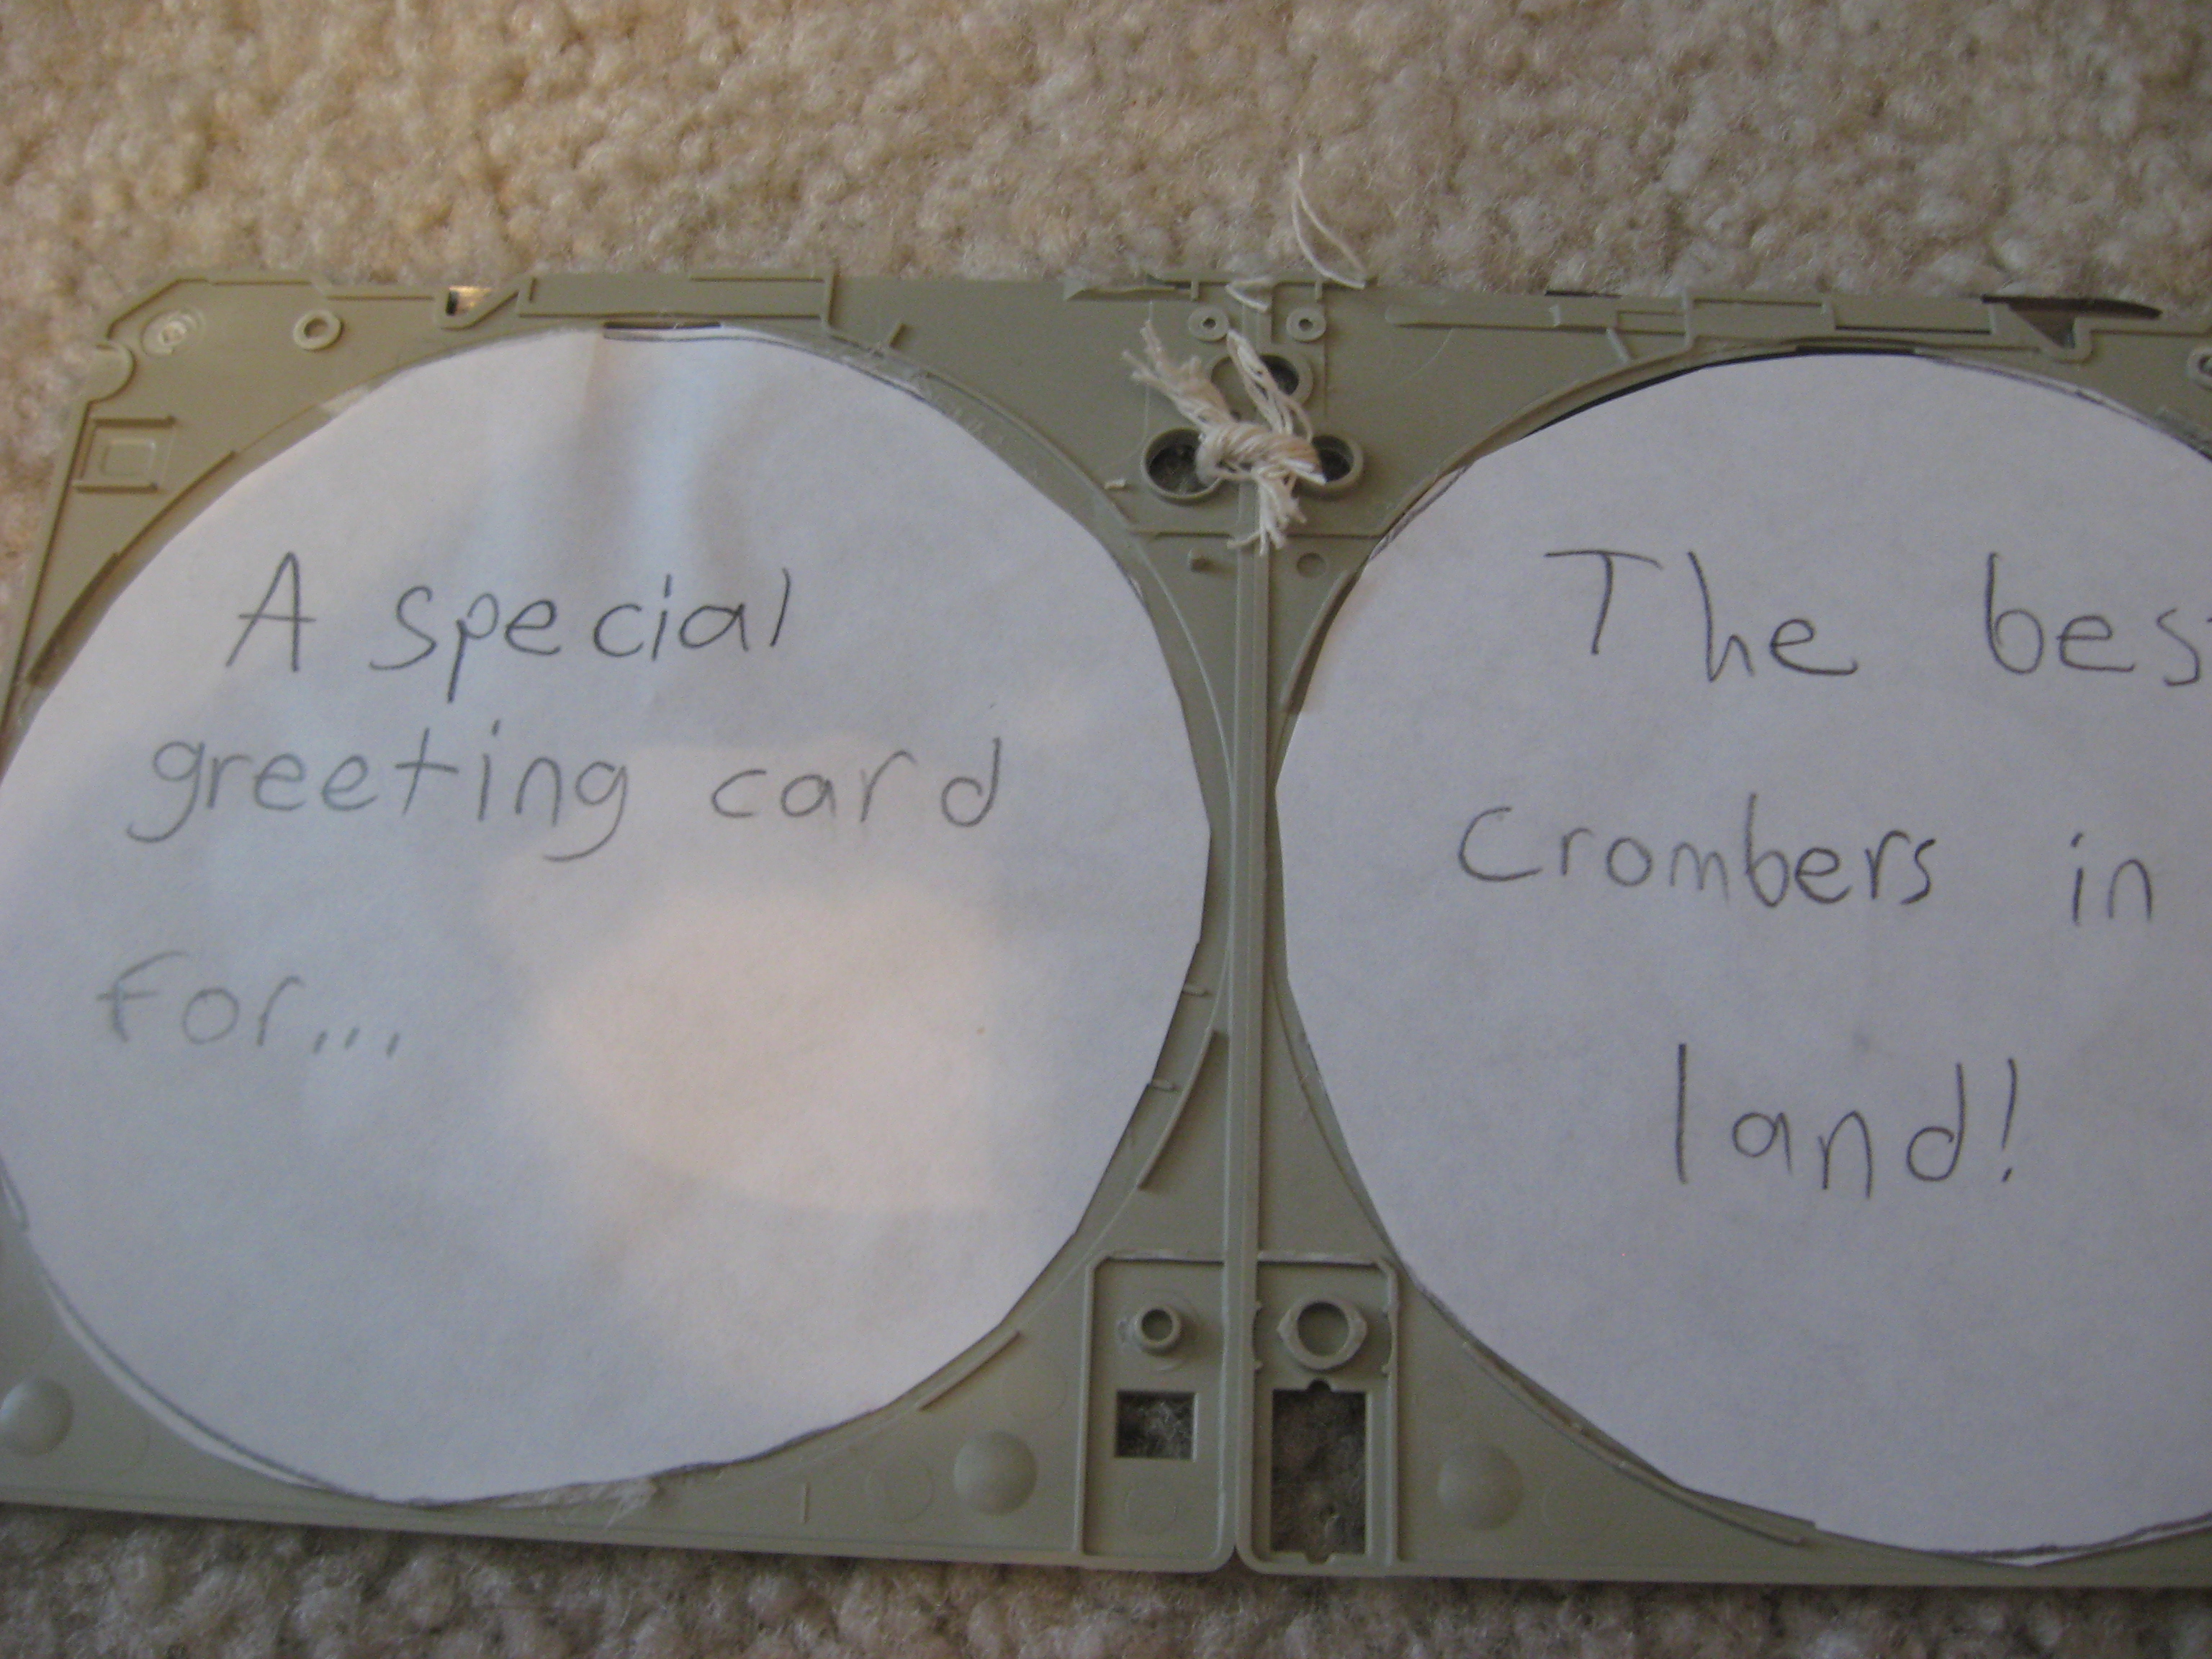 A special
greeting card
for...
The bes
Crombers in
land!